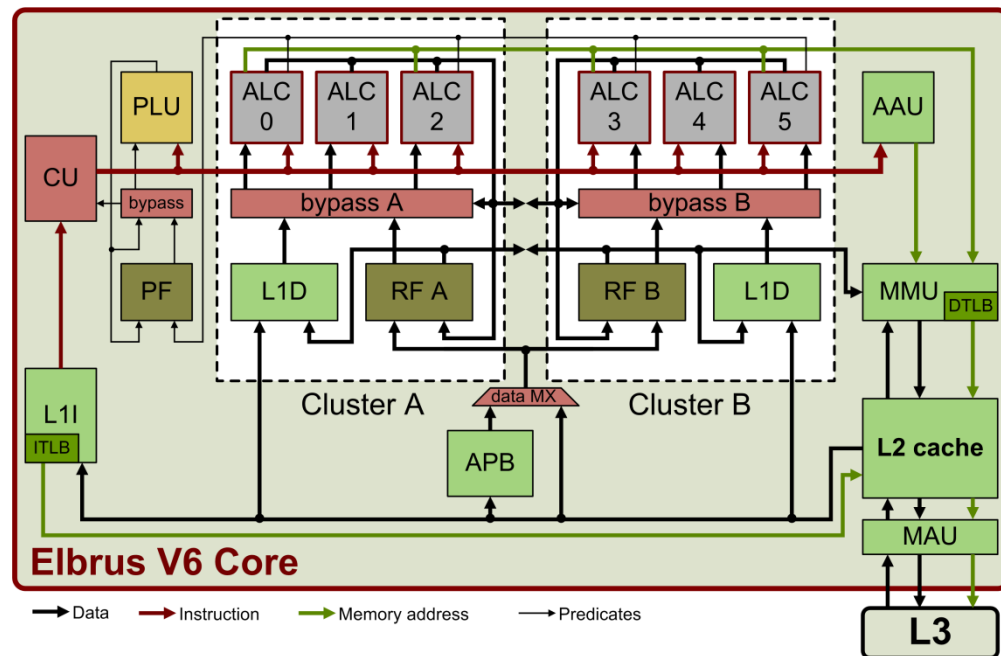 PLU
ALC
0
ALC
1
ALC
2
ALC
3
ALC
4
ALC
5
AAU
CU
bypass
bypass A
bypass B
PF
L1D
RF A
RF B
L1D
MMU
DTLB
L1I
ITLB
Cluster A
data MX
Cluster B
APB
L2 cache
MAU
Elbrus V6 Core
Data
Instruction
Memory address
Predicates
L3